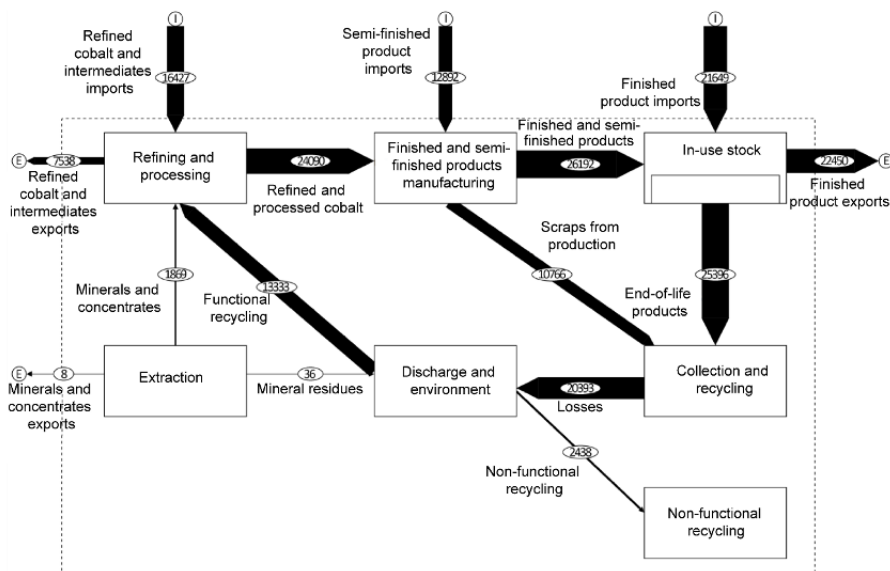 I
I
I
Refined
cobalt and
intermediates
imports
16427
Semi-finished
product
imports
12892
Finished
product imports
21649
E
7538
Refined
cobalt and
intermediates
exports
Refining and
processing
24090
Refined and
processed cobalt
Finished and semi-
finished products
manufacturing
Finished and semi-
finished products
26192
In-use stock
22450
E
Finished
product exports
1869
Minerals and
concentrates
Functional
recycling
13333
Scraps from
production
10766
25396
End-of-life
products
E
8
Minerals and
concentrates
exports
Extraction
36
Mineral residues
Discharge and
environment
20393
Losses
Collection and
recycling
2438
Non-functional
recycling
Non-functional
recycling